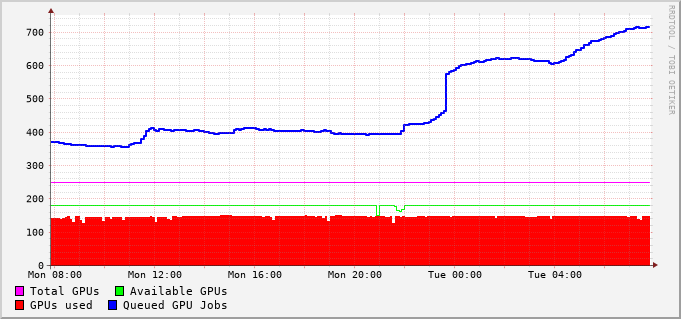 700
600
500
400
300
200
100
0
Mon 08:00 Mon 12:00 Mon 16:00 Mon 20:00 Tue 00:00 Tue 04:00
Total GPUs Available GPUs
GPUs used Queued GPU Jobs
RRDTOOL / TOBI OETIKER